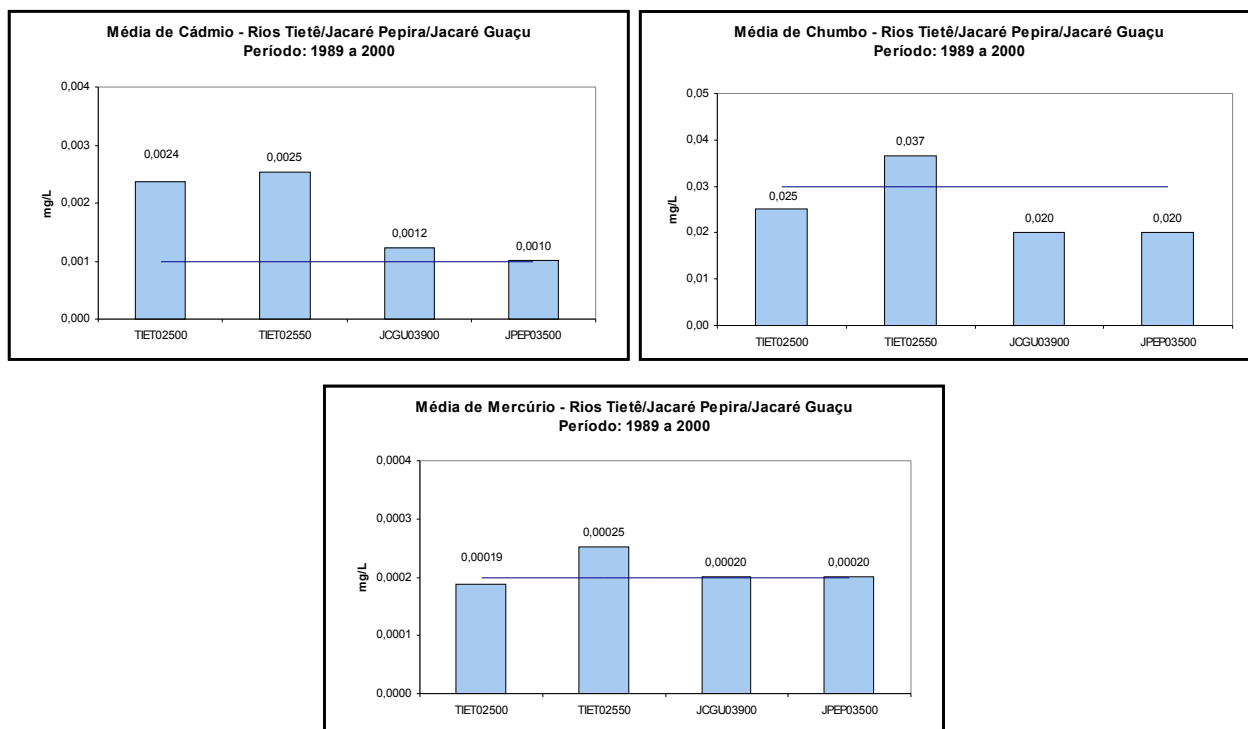 Média de Cádmio - Rios Tietê/Jacaré Pepira/Jacaré Guaçu
Período: 1989 a 2000
0,004
0,003
0,002
0,001
0,000
mg/L
0,0024
0,0025
0,0012
0,0010
TIET02500
TIET02550
JCGU03900
JPEP03500
Média de Chumbo - Rios Tietê/Jacaré Pepira/Jacaré Guaçu
Período: 1989 a 2000
0,05
0,04
0,03
0,02
0,01
0,00
mg/L
0,025
0,037
0,020
0,020
TIET02500
TIET02550
JCGU03900
JPEP03500
Média de Mercúrio - Rios Tietê/Jacaré Pepira/Jacaré Guaçu
Período: 1989 a 2000
0,0004
0,0003
0,0002
0,0001
0,0000
mg/L
0,00019
0,00025
0,00020
0,00020
TIET02500
TIET02550
JCGU03900
JPEP03500